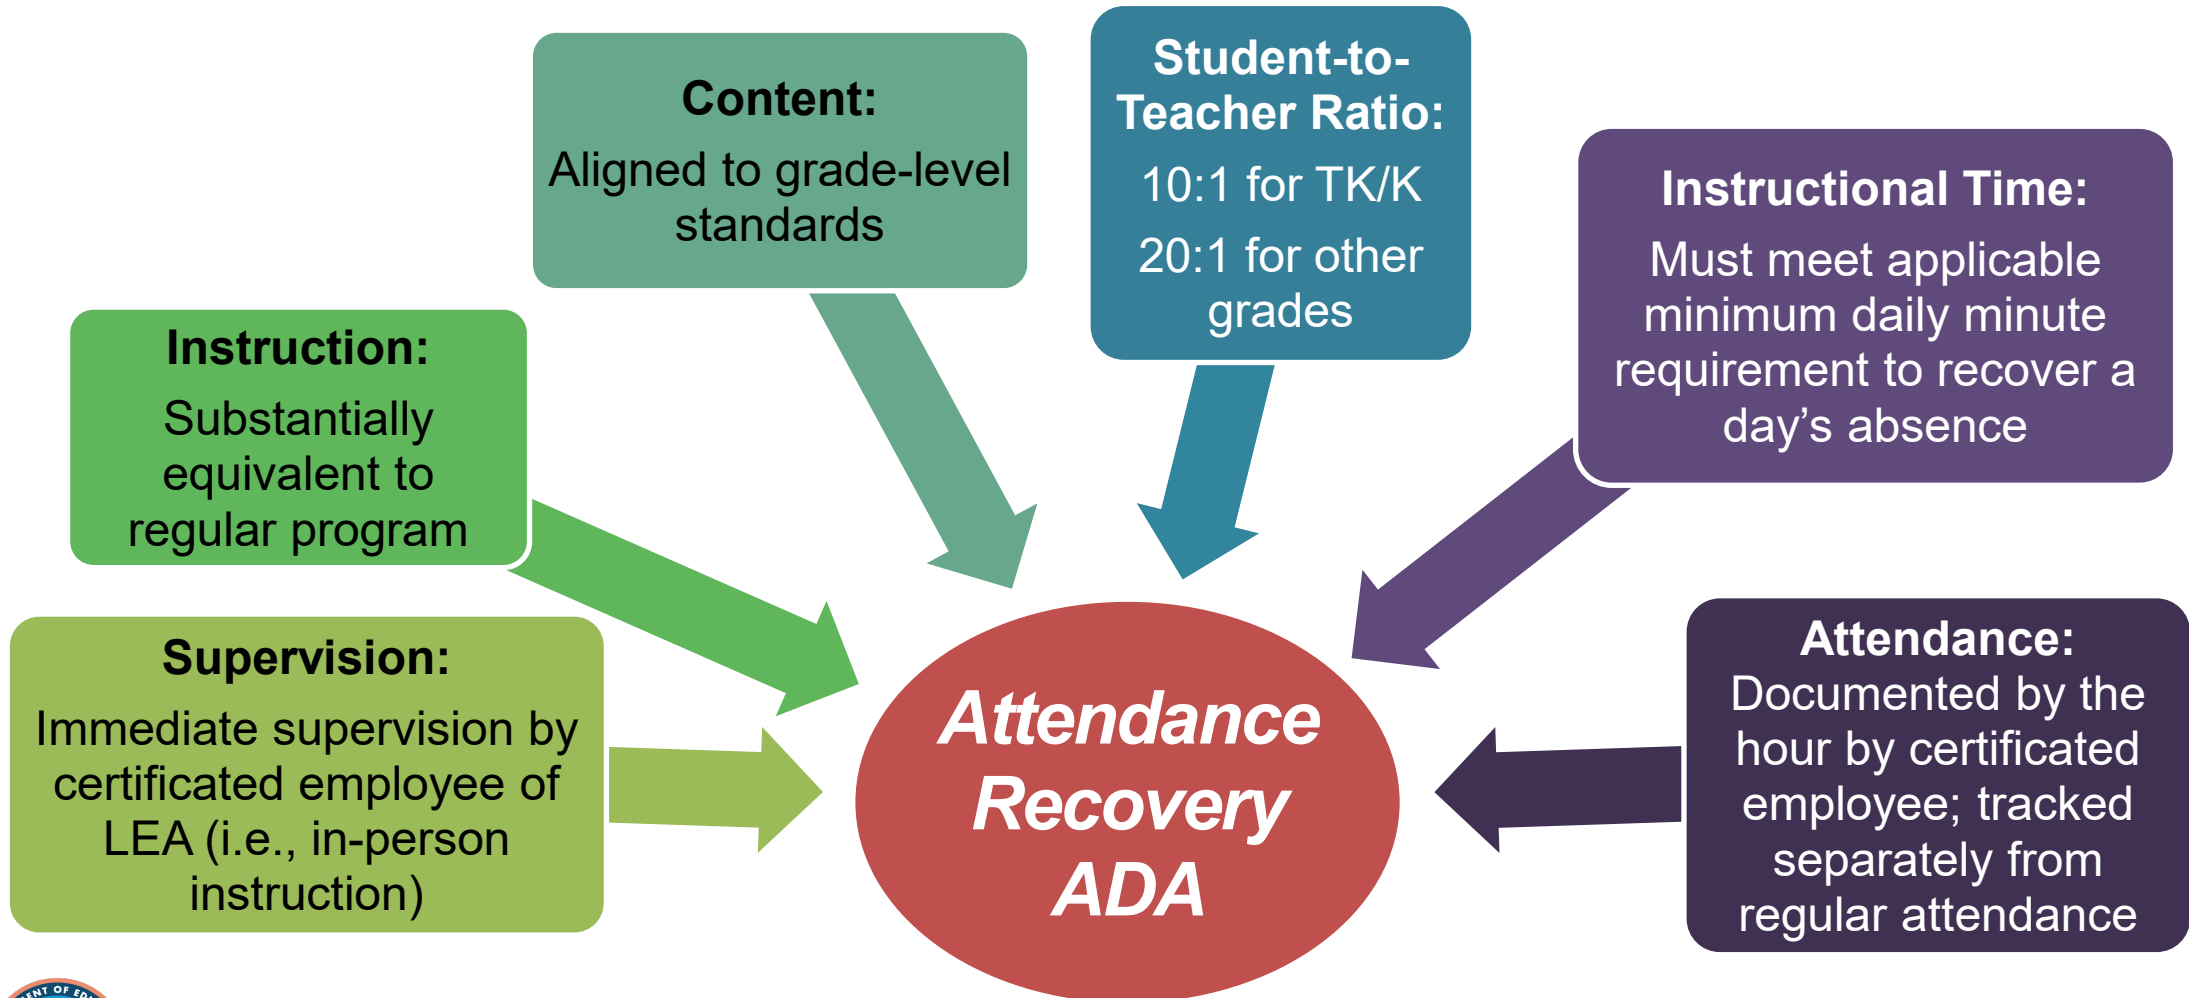 Content:
Aligned to grade-level
standards
Student-to-
Teacher Ratio:
10:1 for TK/K
20:1 for other
grades
Instructional Time:
Must meet applicable
minimum daily minute
requirement to recover a
day’s absence
Instruction:
Substantially
equivalent to
regular program
Supervision:
Immediate supervision by
certificated employee of
LEA (i.e., in-person
instruction)
Attendance:
Documented by the
hour by certificated
employee; tracked
separately from
regular attendance
Attendance
Recovery
ADA
OF